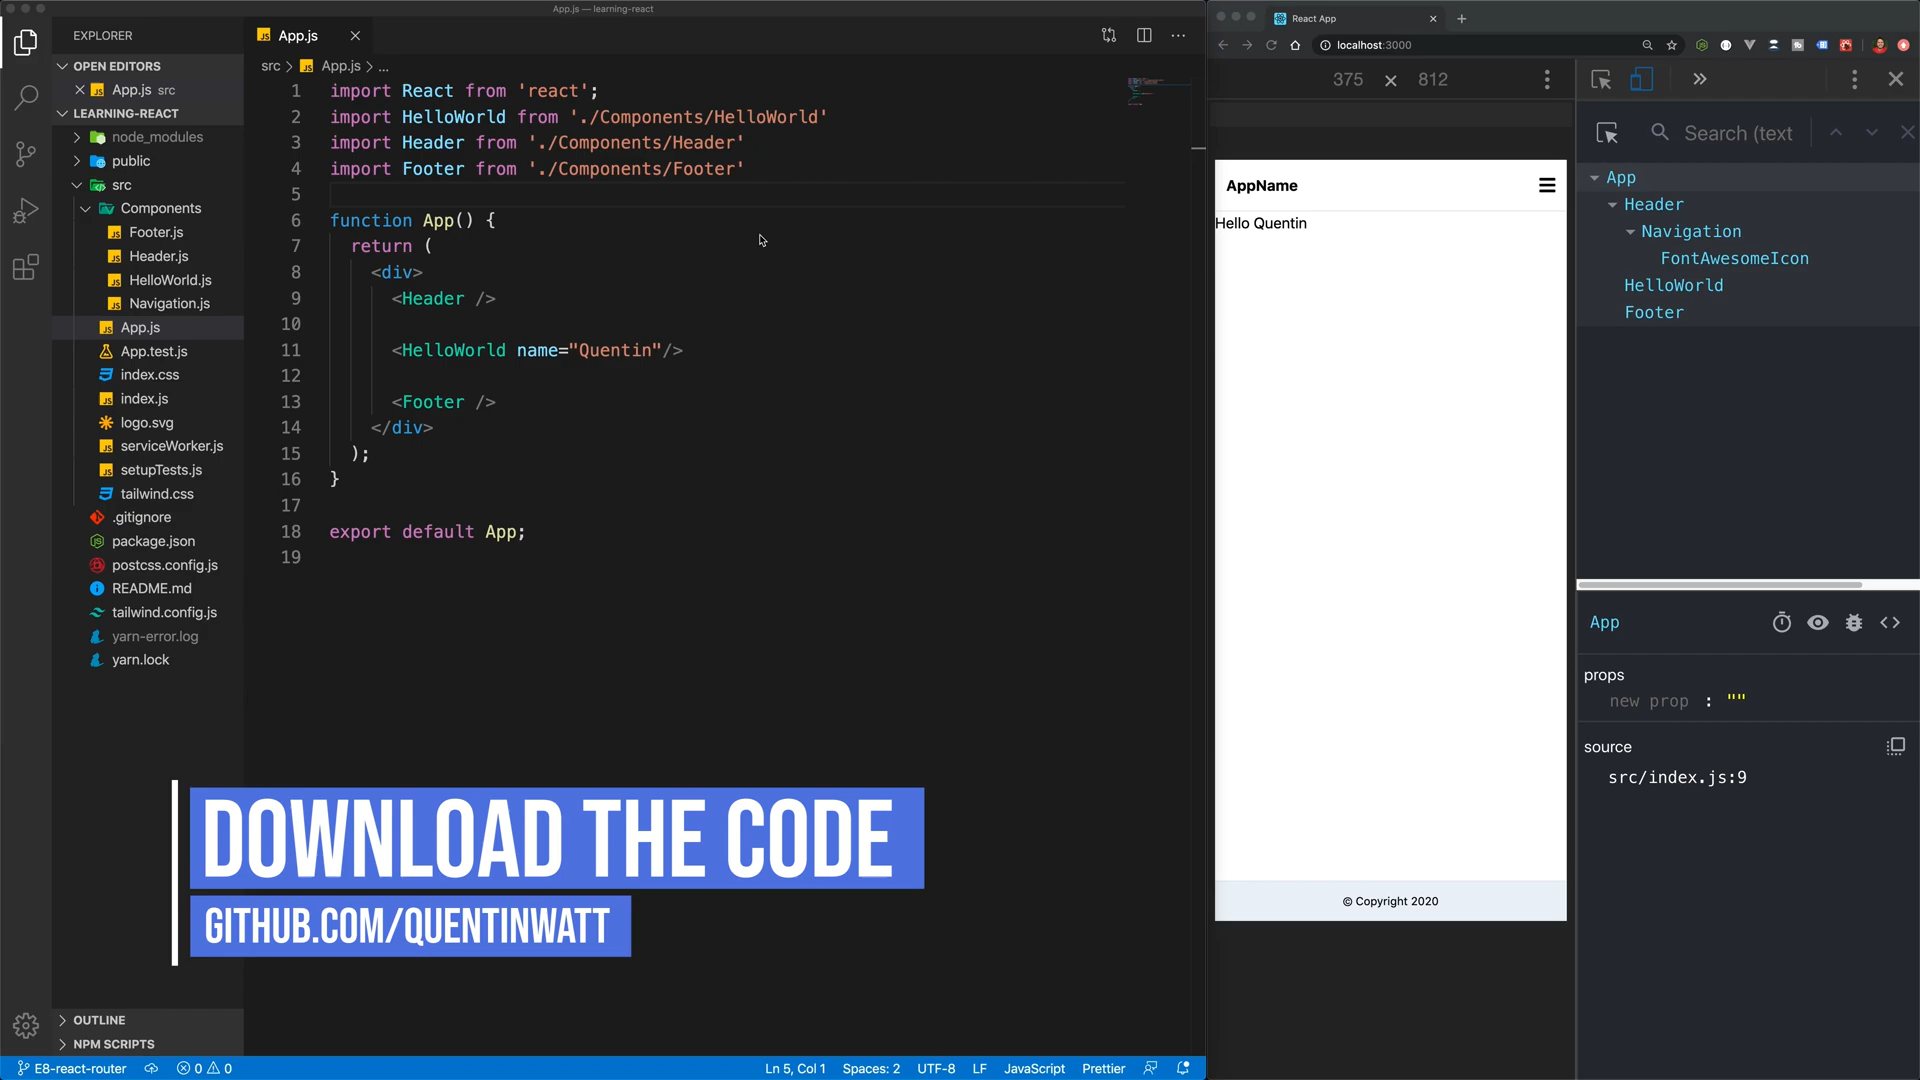 App.js — learning-react
EXPLORER
OPEN EDITORS
App.js src
LEARNING-REACT
node_modules
public
src
Components
Footer.js
Header.js
HelloWorld.js
Navigation.js
App.js
App.test.js
index.css
index.js
logo.svg
serviceWorker.js
setupTests.js
tailwind.css
.gitignore
package.json
postcss.config.js
README.md
tailwind.config.js
yarn-error.log
yarn.lock
OUTLINE
NPM SCRIPTS
App.js
src > App.js > ...
1 import React from 'react';
2 import HelloWorld from './Components/HelloWorld'
3 import Header from './Components/Header'
4 import Footer from './Components/Footer'
5
6 function App() {
7 return (
8 <div>
9 <Header />
10
11 <HelloWorld name="Quentin"/>
12
13 <Footer />
14 </div>
15 );
16 }
17
18 export default App;
19
DOWNLOAD THE CODE
GITHUB.COM/QUENTINWATT
E8-react-router 0 0 Ln 5, Col 1 Spaces: 2 UTF-8 LF JavaScript Prettier
React App
localhost:3000
375 × 812
AppName
Hello Quentin
© Copyright 2020
Search (text
App
Header
Navigation
FontAwesomeIcon
HelloWorld
Footer
App
props
new prop : ""
source
src/index.js:9